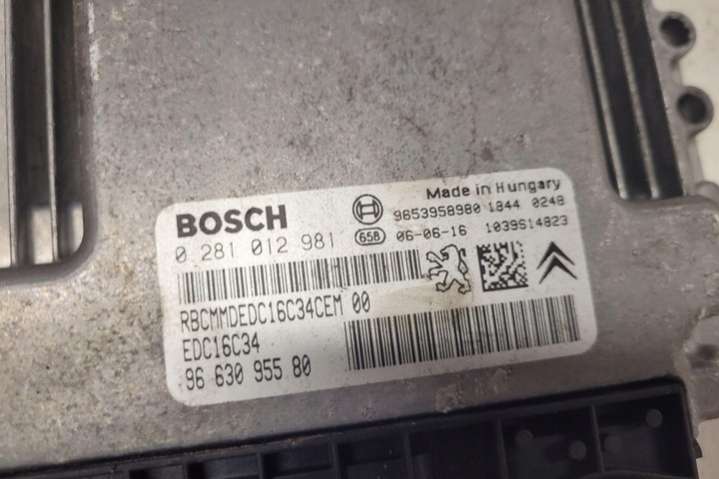 Made in Hungary
BOSCH
9653958980 1844 0248
0 281 012 981
658 06-06-16 1039S14823
RBCMMDEDC16C34CEM 00
EDC16C34
96 630 955 80